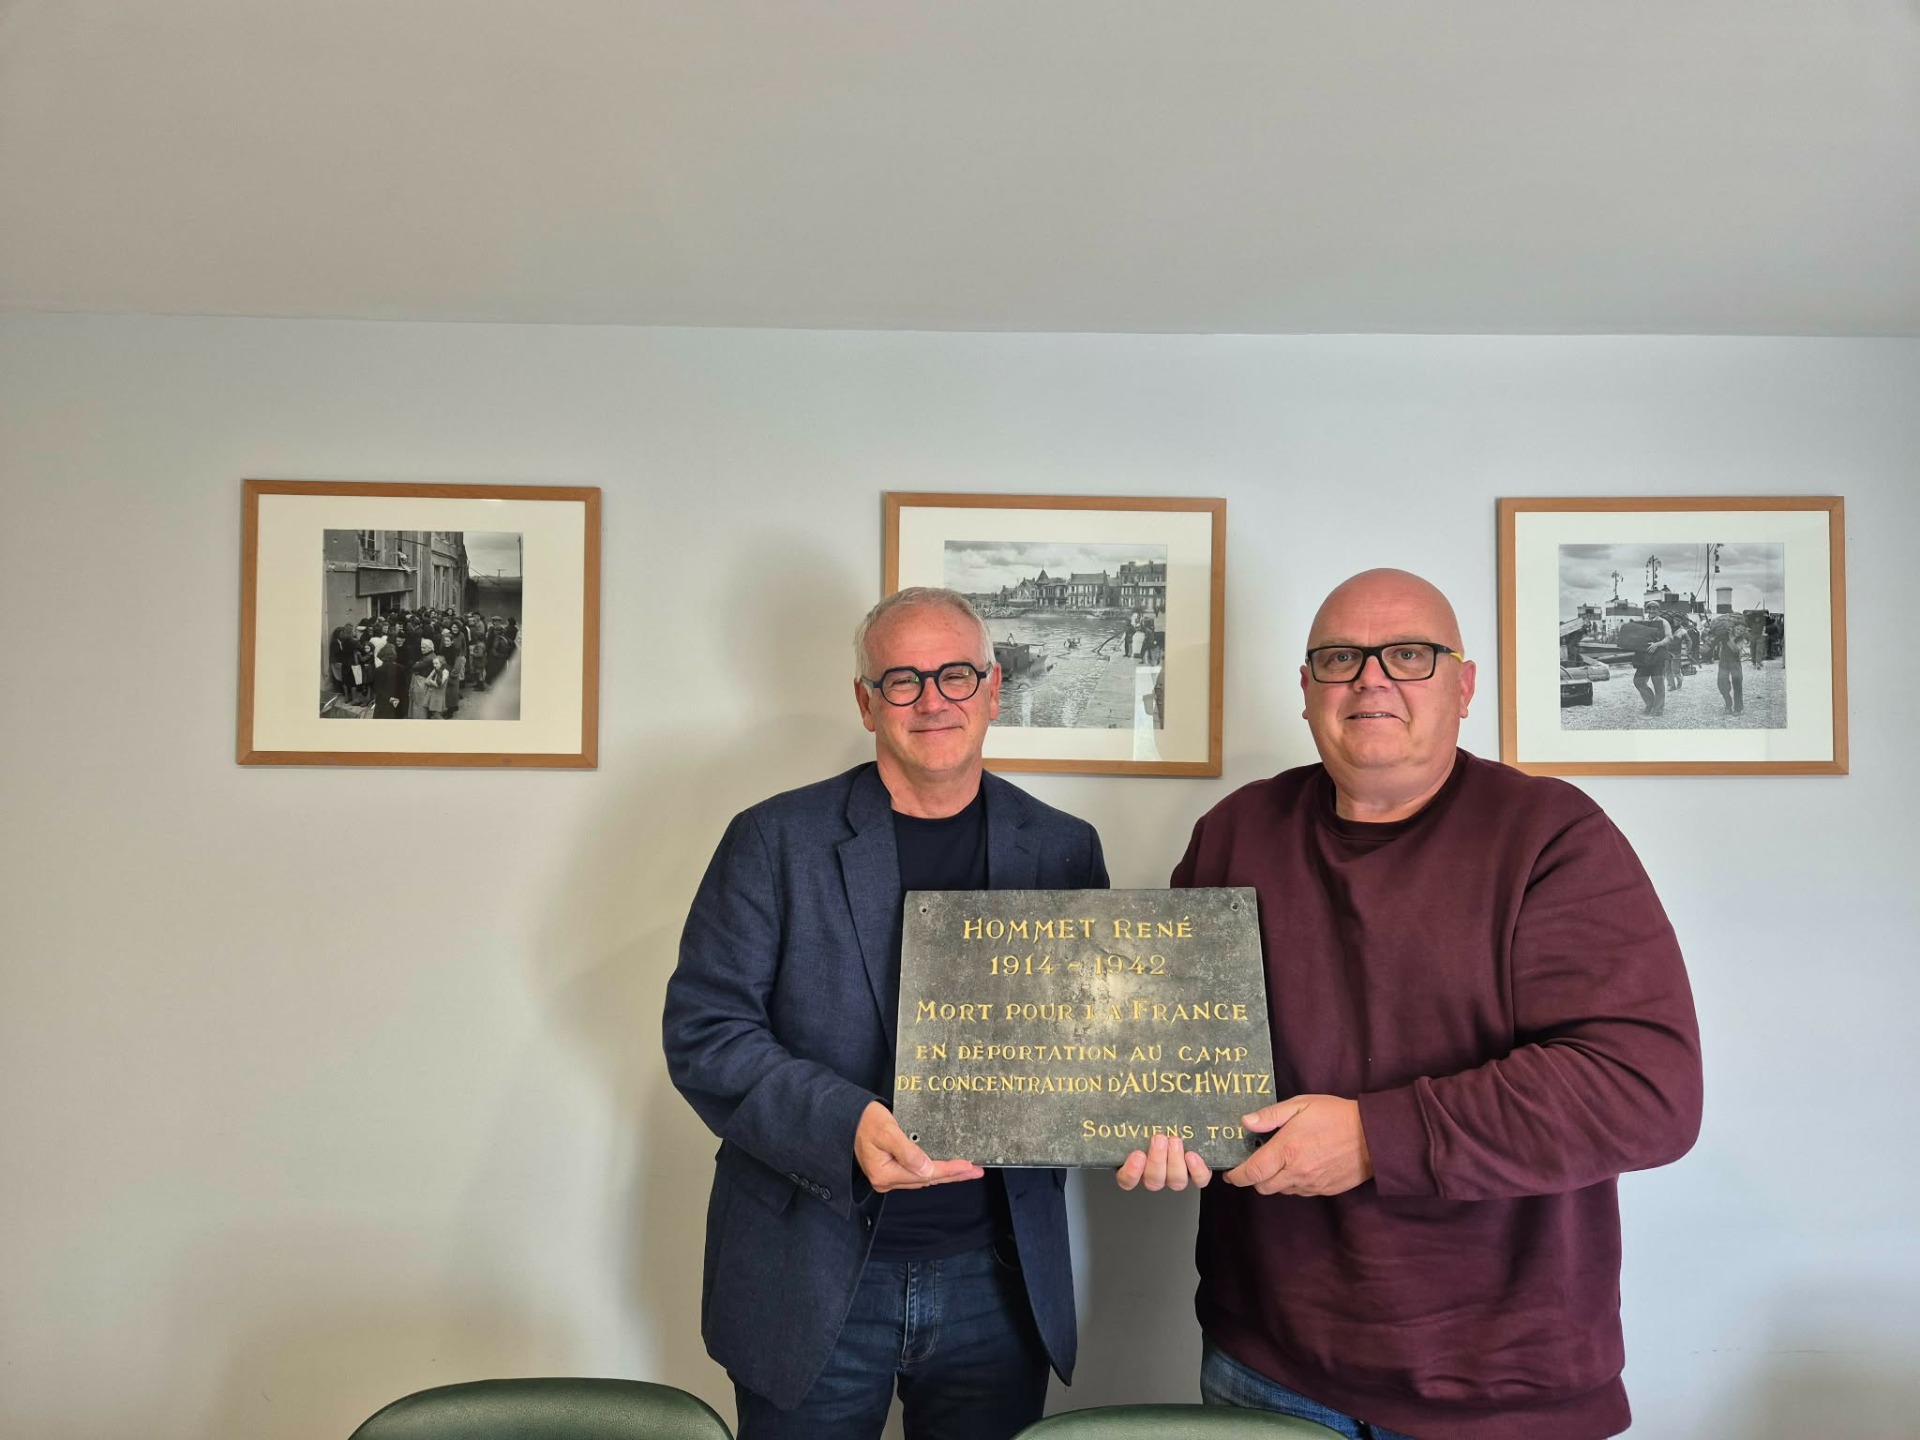 HOMMET RENÉ
1914 - 1942
MORT POUR LA FRANCE
EN DÉPORTATION AU CAMP
DE CONCENTRATION D'AUSCHWITZ
SOUVIENS TOI